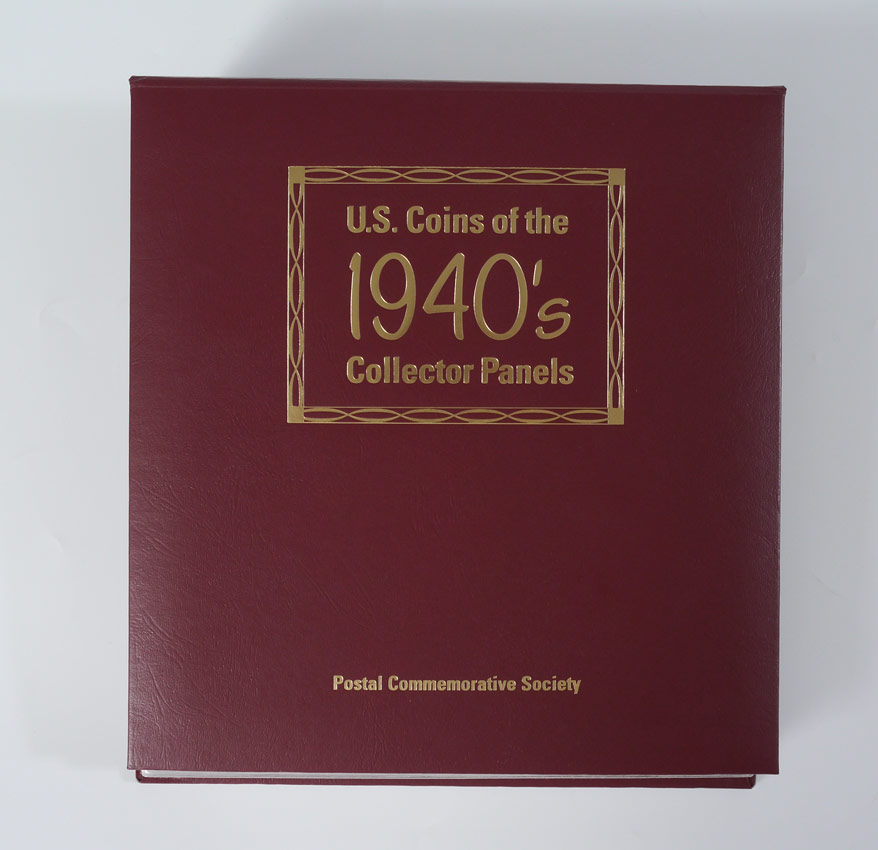 U.S. Coins of the
1940's
Collector Panels
Postal Commemorative Society